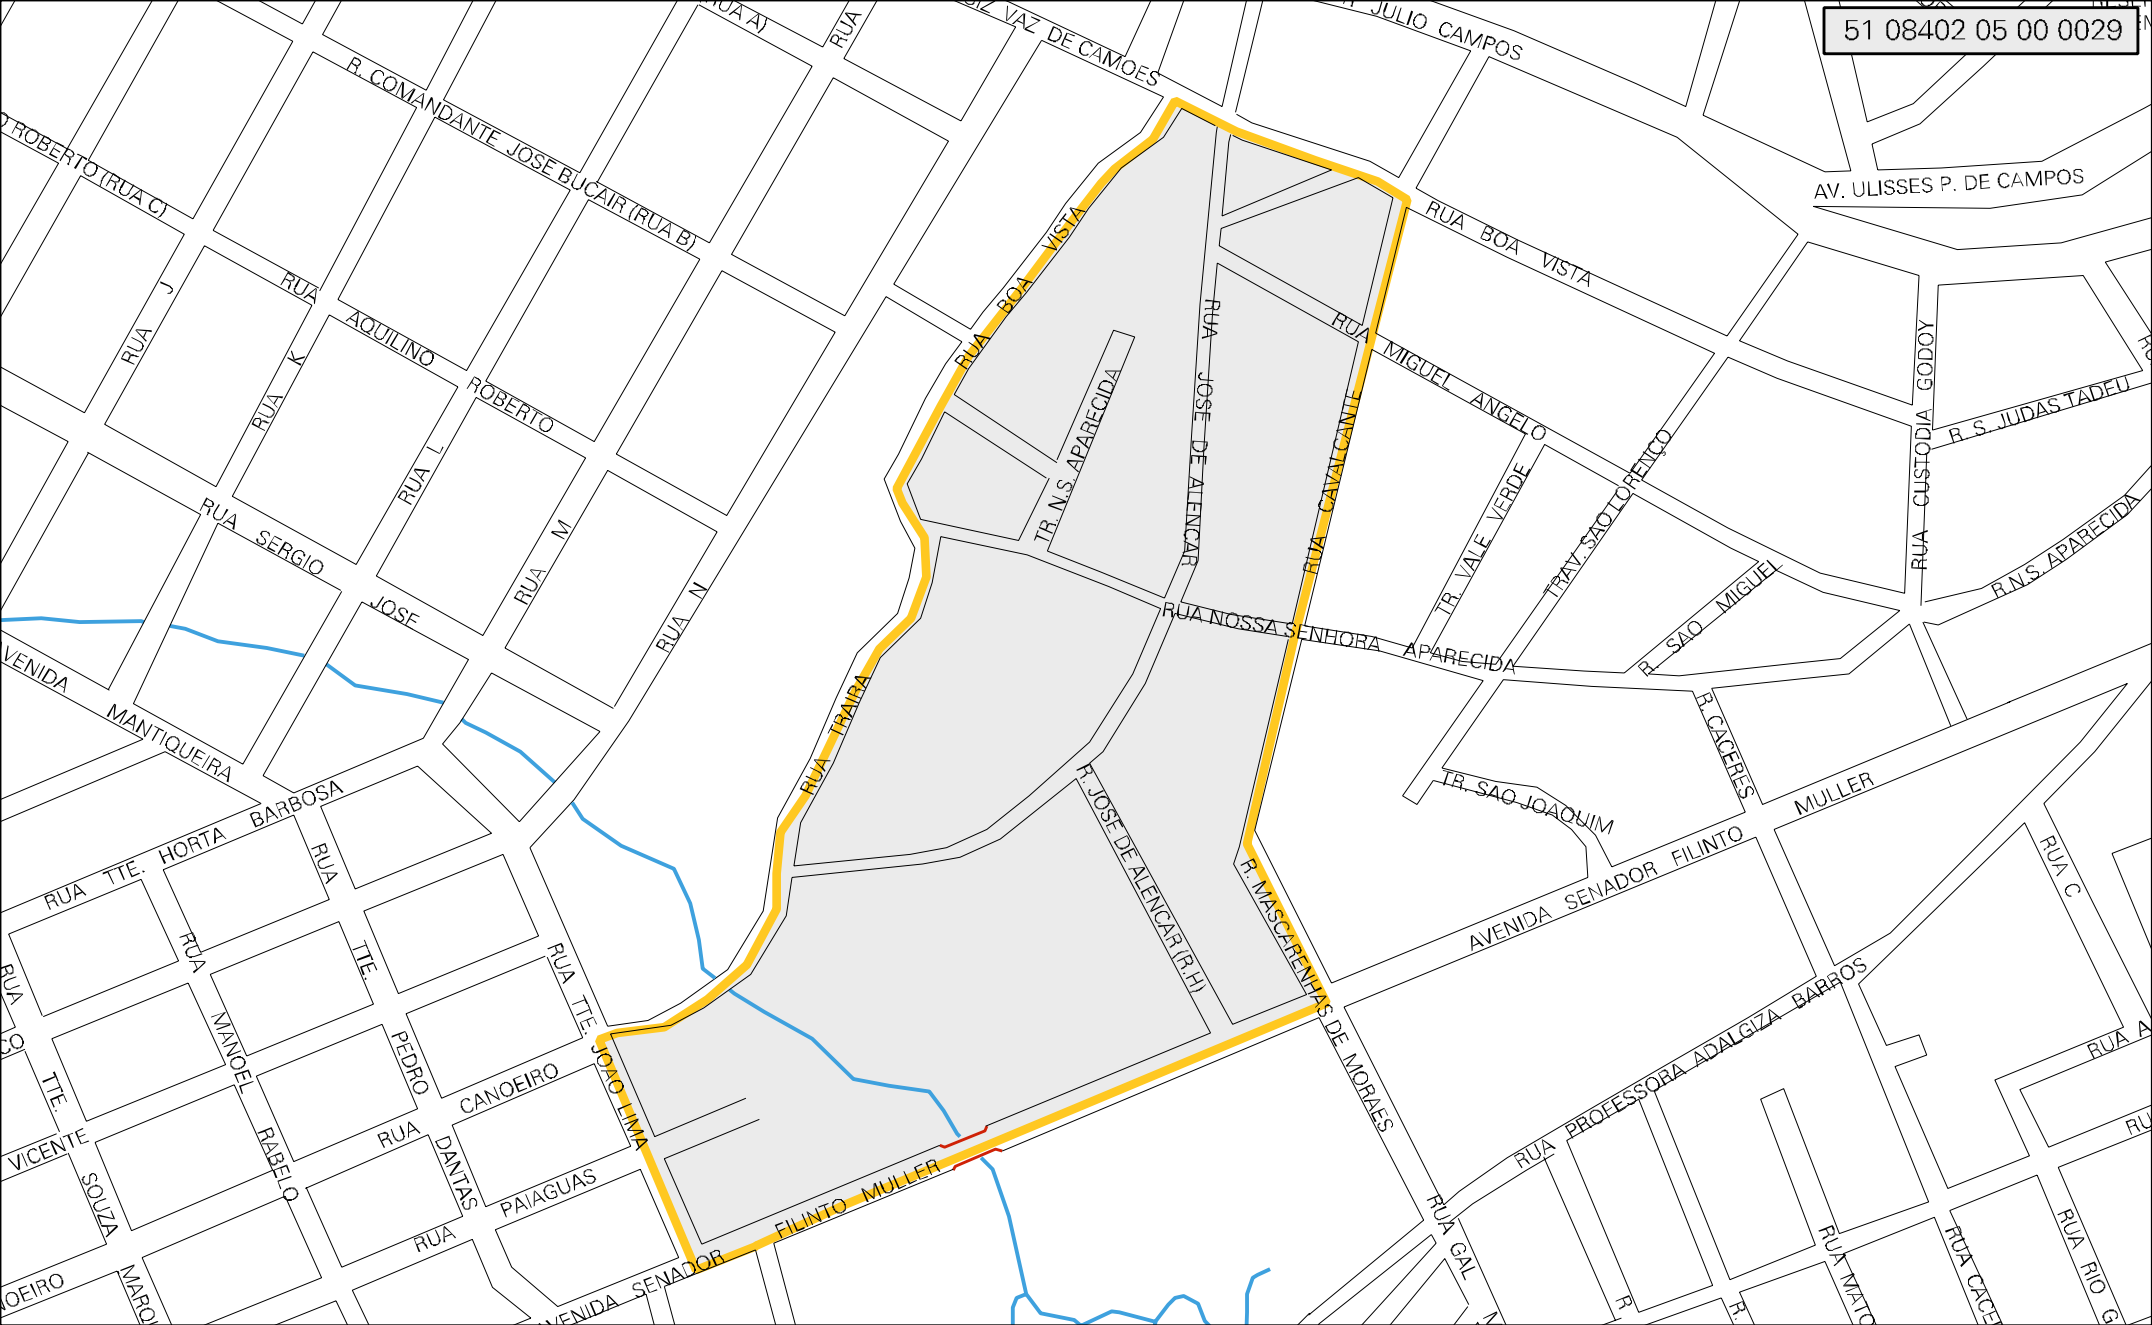 51 08402 05 00 0029
VAZ DE CAMOES
JULIO CAMPOS
RUA
R. COMANDANTE JOSE BUCAIR (RUA B)
ROBERTO (RUA C)
AV. ULISSES P. DE CAMPOS
RUA BOA VISTA
RUA BOA VISTA
RUA J
RUA K
RUA L
RUA M
RUA N
RUA AQUILINO ROBERTO
RUA MIGUEL ANGELO
RUA JOSE DE ALENCAR
RUA CAVALCANTE
TR. N.S. APARECIDA
TR. VALE VERDE
TRAV. SAO LORENÇO
RUA CUSTODIA GODOY
R. S. JUDAS TADEU
R.N.S. APARECIDA
R. SAO MIGUEL
RUA NOSSA SENHORA APARECIDA
RUA SERGIO JOSE
AVENIDA MANTIQUEIRA
RUA TRAIRA
R. CACERES
TR. SAO JOAQUIM
R. JOSE DE ALENCAR (R.H)
R. MASCARENHAS DE MORAES
AVENIDA SENADOR FILINTO MULLER
RUA TTE. HORTA BARBOSA
RUA TTE. PEDRO DANTAS
RUA MANOEL RABELO
RUA TTE. JOAO LIMA
RUA TTE. SOUZA
VICENTE
RUA CANOEIRO
RUA PAIAGUAS
AVENIDA SENADOR FILINTO MULLER
RUA PROFESSORA ADALGIZA BARROS
RUA C
RUA A
RUA GAL
RUA RIO
RUA
R.
R.